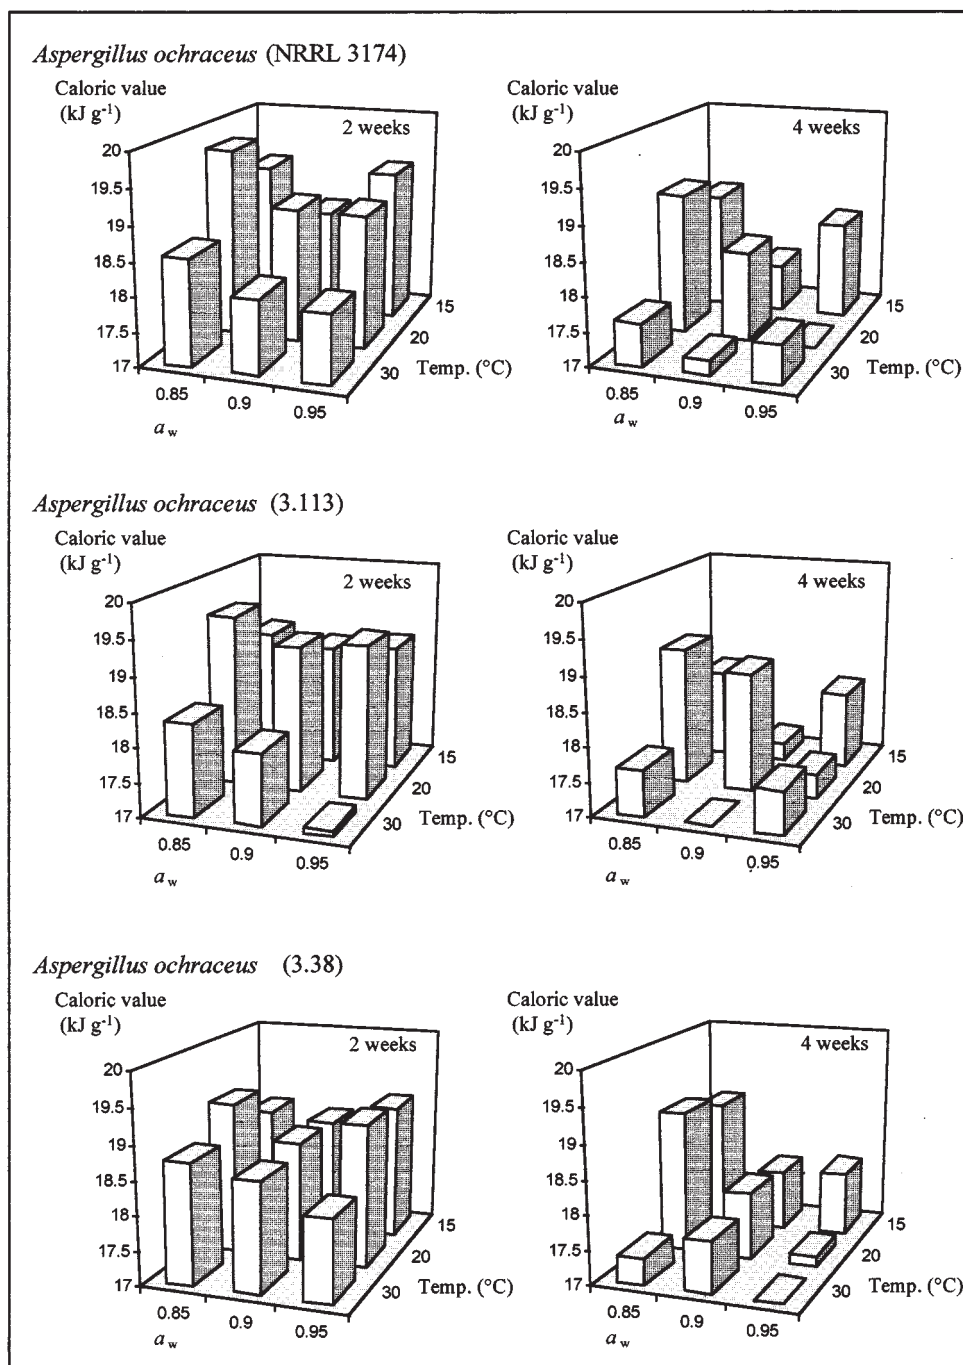 Aspergillus ochraceus (NRRL 3174)
Caloric value
(kJ g-1)
2 weeks
20
19.5
19
18.5
18
17.5
17
0.85
0.9
0.95
aw
15
20
30
Temp. (°C)
Caloric value
(kJ g-1)
4 weeks
20
19.5
19
18.5
18
17.5
17
0.85
0.9
0.95
aw
15
20
30
Temp. (°C)
Aspergillus ochraceus (3.113)
Caloric value
(kJ g-1)
2 weeks
20
19.5
19
18.5
18
17.5
17
0.85
0.9
0.95
aw
15
20
30
Temp. (°C)
Caloric value
(kJ g-1)
4 weeks
20
19.5
19
18.5
18
17.5
17
0.85
0.9
0.95
aw
15
20
30
Temp. (°C)
Aspergillus ochraceus (3.38)
Caloric value
(kJ g-1)
2 weeks
20
19.5
19
18.5
18
17.5
17
0.85
0.9
0.95
aw
15
20
30
Temp. (°C)
Caloric value
(kJ g-1)
4 weeks
20
19.5
19
18.5
18
17.5
17
0.85
0.9
0.95
aw
15
20
30
Temp. (°C)